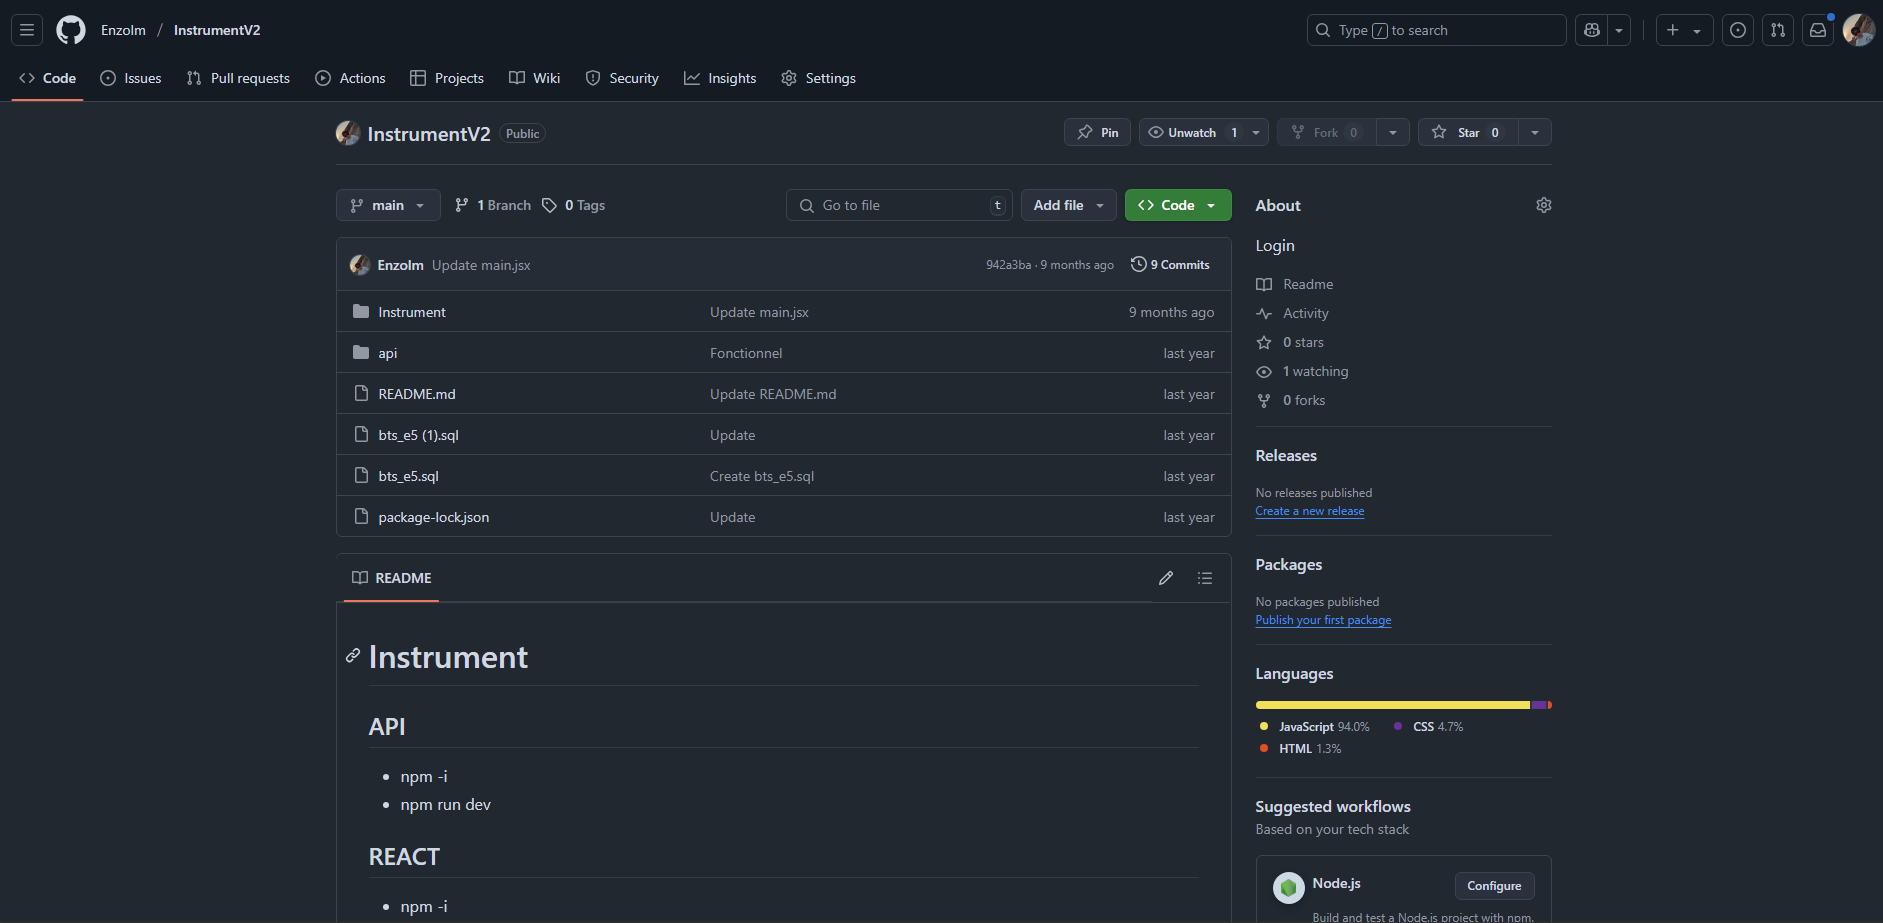 Enzolm / InstrumentV2
Type / to search
Code Issues Pull requests Actions Projects Wiki Security Insights Settings
InstrumentV2 Public
Pin Unwatch 1 Fork 0 Star 0
main 1 Branch 0 Tags
Go to file t Add file Code
Enzolm Update main.jsx 942a3ba · 9 months ago 9 Commits
Instrument Update main.jsx 9 months ago
api Fonctionnel last year
README.md Update README.md last year
bts_e5 (1).sql Update last year
bts_e5.sql Create bts_e5.sql last year
package-lock.json Update last year
README
Instrument
API
npm -i
npm run dev
REACT
npm -i
About
Login
Readme
Activity
0 stars
1 watching
0 forks
Releases
No releases published
Create a new release
Packages
No packages published
Publish your first package
Languages
JavaScript 94.0% CSS 4.7%
HTML 1.3%
Suggested workflows
Based on your tech stack
Node.js Configure
Build and test a Node.js project with npm.